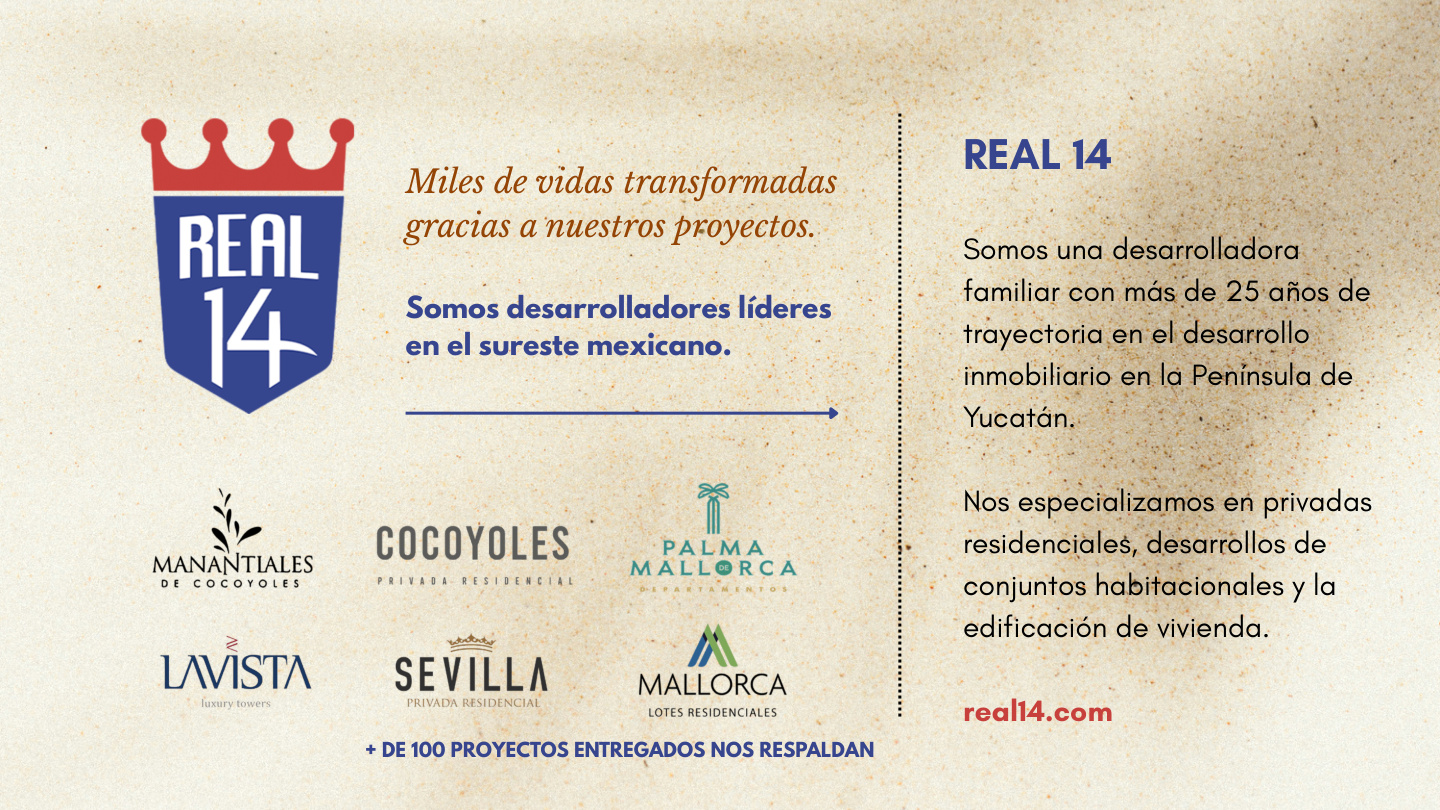 REAL
14
Miles de vidas transformadas
gracias a nuestros proyectos.
Somos desarrolladores líderes
en el sureste mexicano.
MANANTIALES
DE COCOYOLES
COCOYOLES
PRIVADA RESIDENCIAL
PALMA
DE
MALLORCA
DEPARTAMENTOS
LAVISTA
luxury towers
SEVILLA
PRIVADA RESIDENCIAL
MALLORCA
LOTES RESIDENCIALES
+ DE 100 PROYECTOS ENTREGADOS NOS RESPALDAN
REAL 14
Somos una desarrolladora
familiar con más de 25 años de
trayectoria en el desarrollo
inmobiliario en la Península de
Yucatán.
Nos especializamos en privadas
residenciales, desarrollos de
conjuntos habitacionales y la
edificación de vivienda.
real14.com